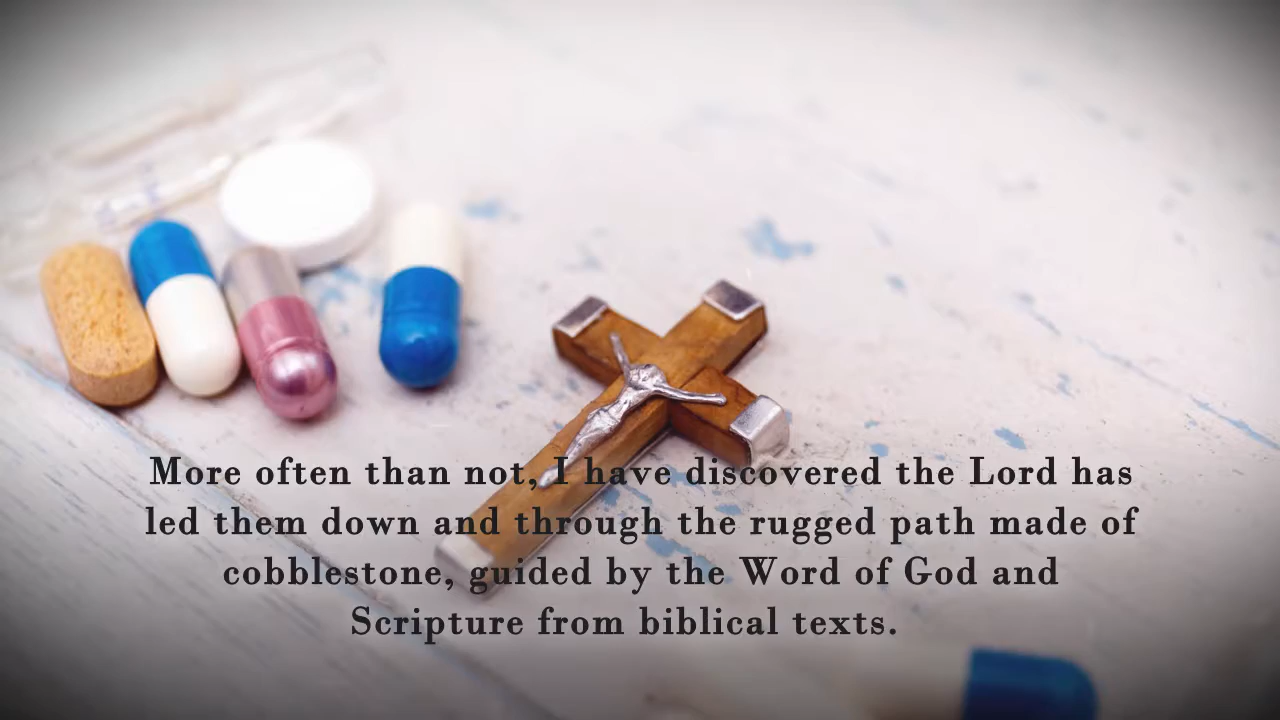 More often than not, I have discovered the Lord has
led them down and through the rugged path made of
cobblestone, guided by the Word of God and
Scripture from biblical texts.